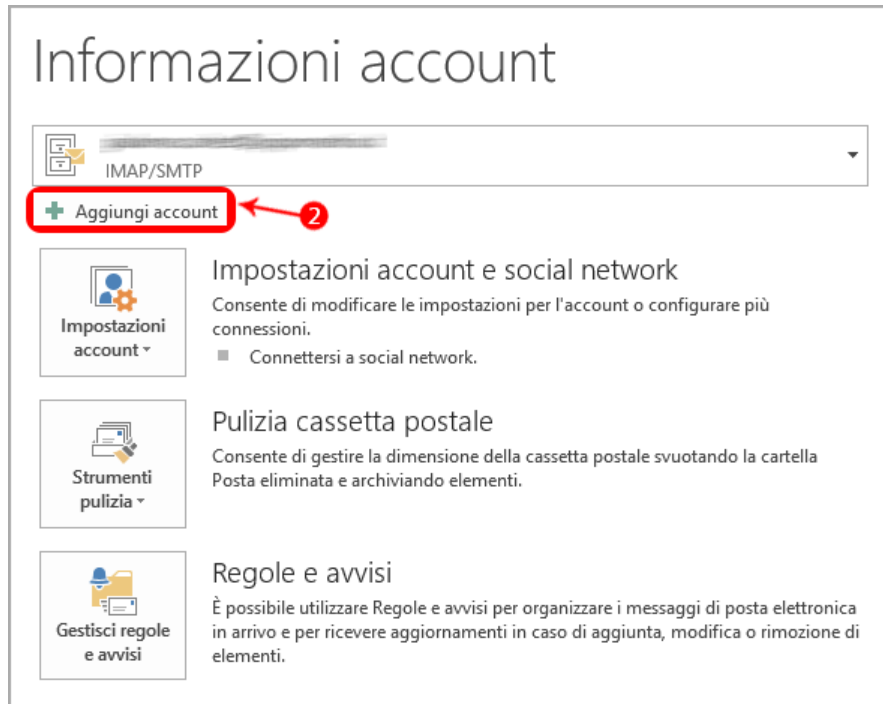 Informazioni account
IMAP/SMTP
Aggiungi account
2
Impostazioni
account
Impostazioni account e social network
Consente di modificare le impostazioni per l'account o configurare più
connessioni.
Connettersi a social network.
Strumenti
pulizia
Pulizia cassetta postale
Consente di gestire la dimensione della cassetta postale svuotando la cartella
Posta eliminata e archiviando elementi.
Gestisci regole
e avvisi
Regole e avvisi
È possibile utilizzare Regole e avvisi per organizzare i messaggi di posta elettronica
in arrivo e per ricevere aggiornamenti in caso di aggiunta, modifica o rimozione di
elementi.